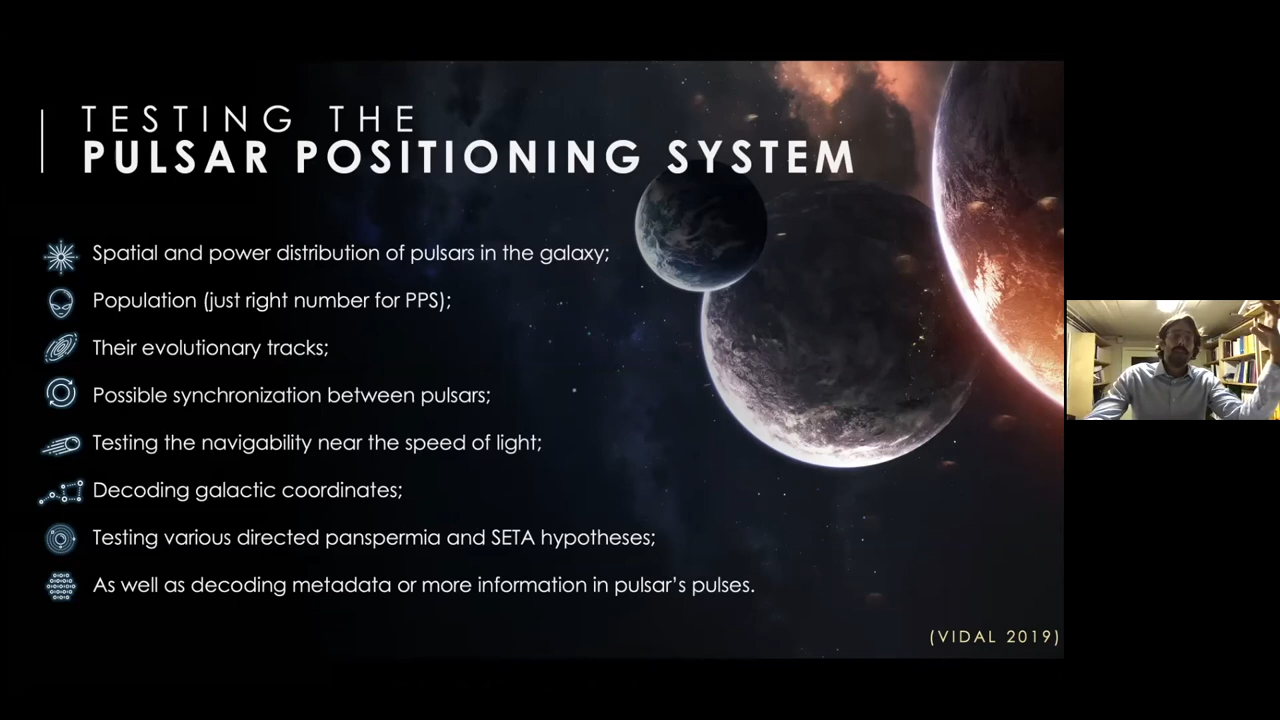 TESTING THE
PULSAR POSITIONING SYSTEM
Spatial and power distribution of pulsars in the galaxy;
Population (just right number for PPS);
Their evolutionary tracks;
Possible synchronization between pulsars;
Testing the navigability near the speed of light;
Decoding galactic coordinates;
Testing various directed panspermia and SETA hypotheses;
As well as decoding metadata or more information in pulsar’s pulses.
(VIDAL 2019)